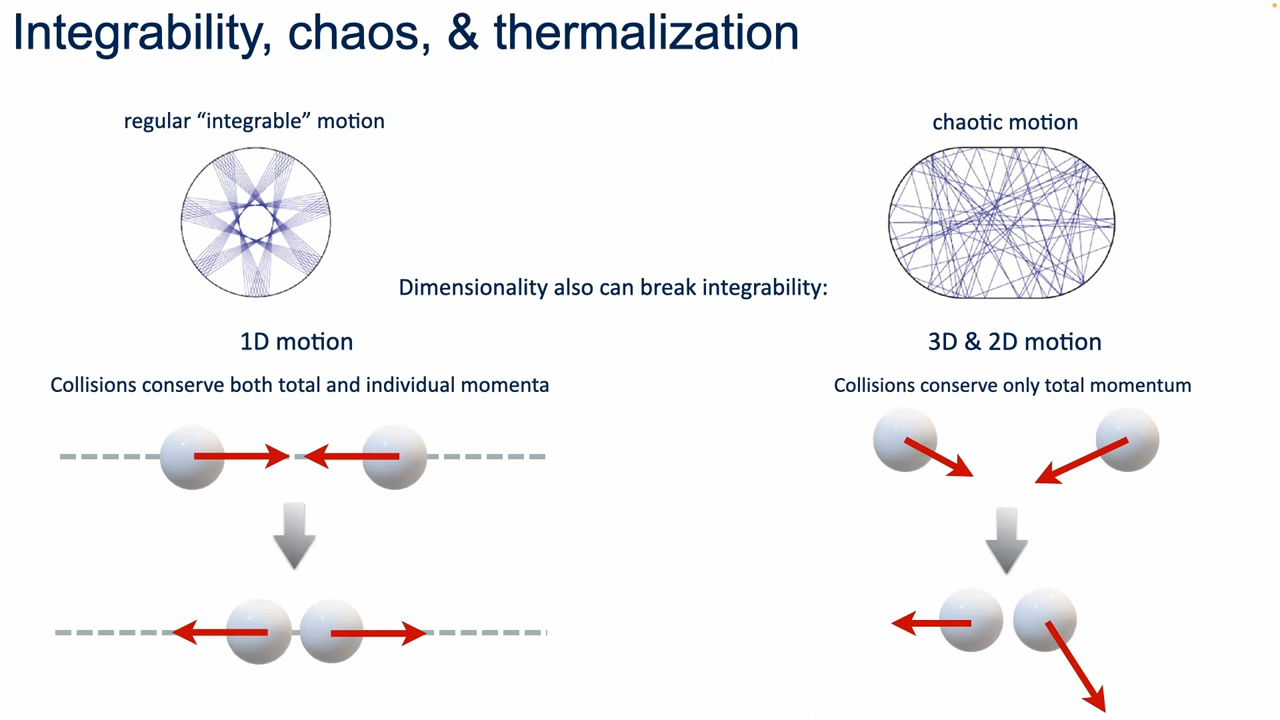 Integrability, chaos, & thermalization
regular “integrable” motion
chaotic motion
Dimensionality also can break integrability:
1D motion
3D & 2D motion
Collisions conserve both total and individual momenta
Collisions conserve only total momentum